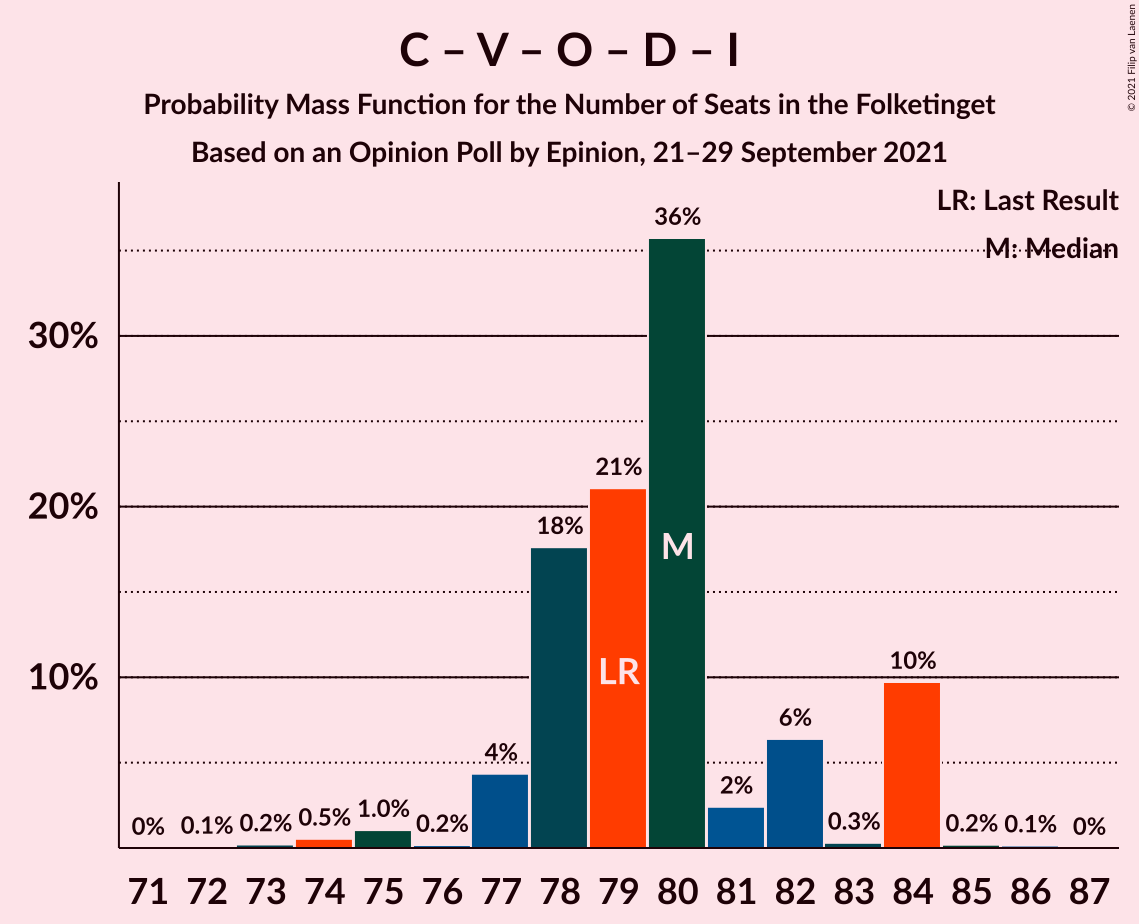 C – V – O – D – I
Probability Mass Function for the Number of Seats in the Folketinget
Based on an Opinion Poll by Epinion, 21–29 September 2021
© 2021 Filip van Laenen
LR: Last Result
M: Median
36%
30%
21%
20%
18%
M
LR
10%
10%
6%
4%
2%
0% 0.1% 0.2% 0.5% 1.0% 0.2% 0.3% 0.2% 0.1% 0%
71 72 73 74 75 76 77 78 79 80 81 82 83 84 85 86 87